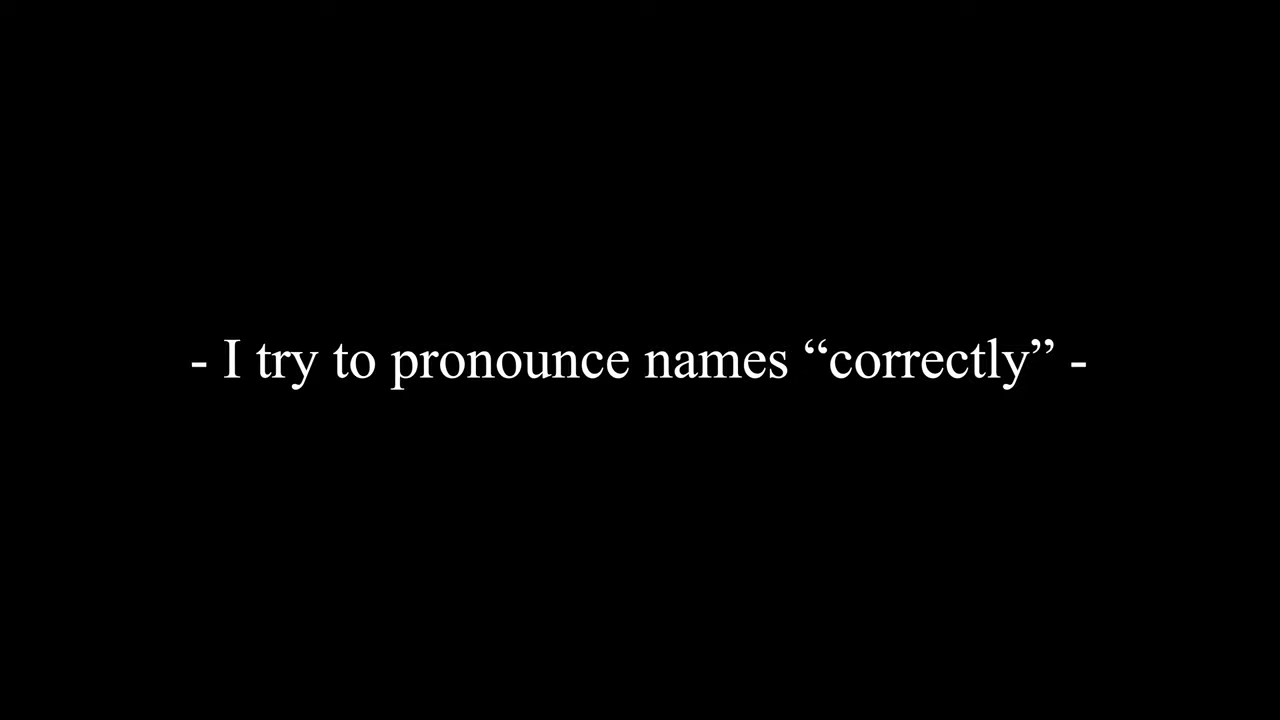 - I try to pronounce names “correctly” -